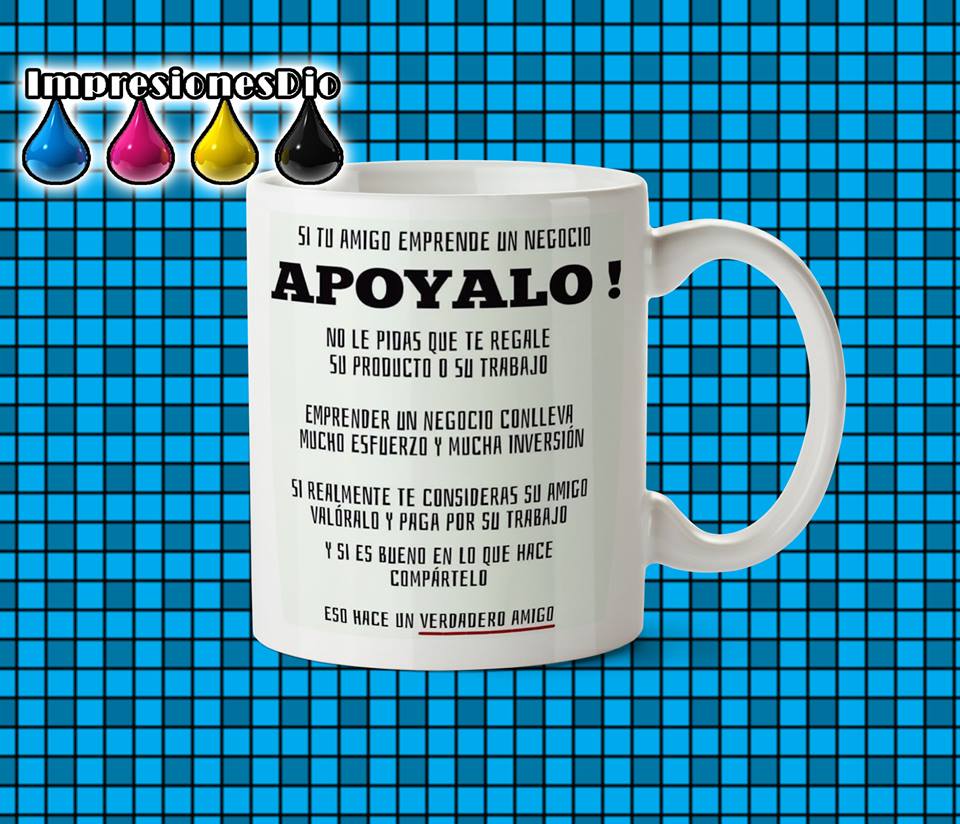 ImpresionesDio
SI TU AMIGO EMPRENDE UN NEGOCIO
APOYALO !
NO LE PIDAS QUE TE REGALE
SU PRODUCTO O SU TRABAJO
EMPRENDER UN NEGOCIO CONLLEVA
MUCHO ESFUERZO Y MUCHA INVERSIÓN
SI REALMENTE TE CONSIDERAS SU AMIGO
VALÓRALO Y PAGA POR SU TRABAJO
Y SI ES BUENO EN LO QUE HACE
COMPÁRTELO
ESO HACE UN VERDADERO AMIGO